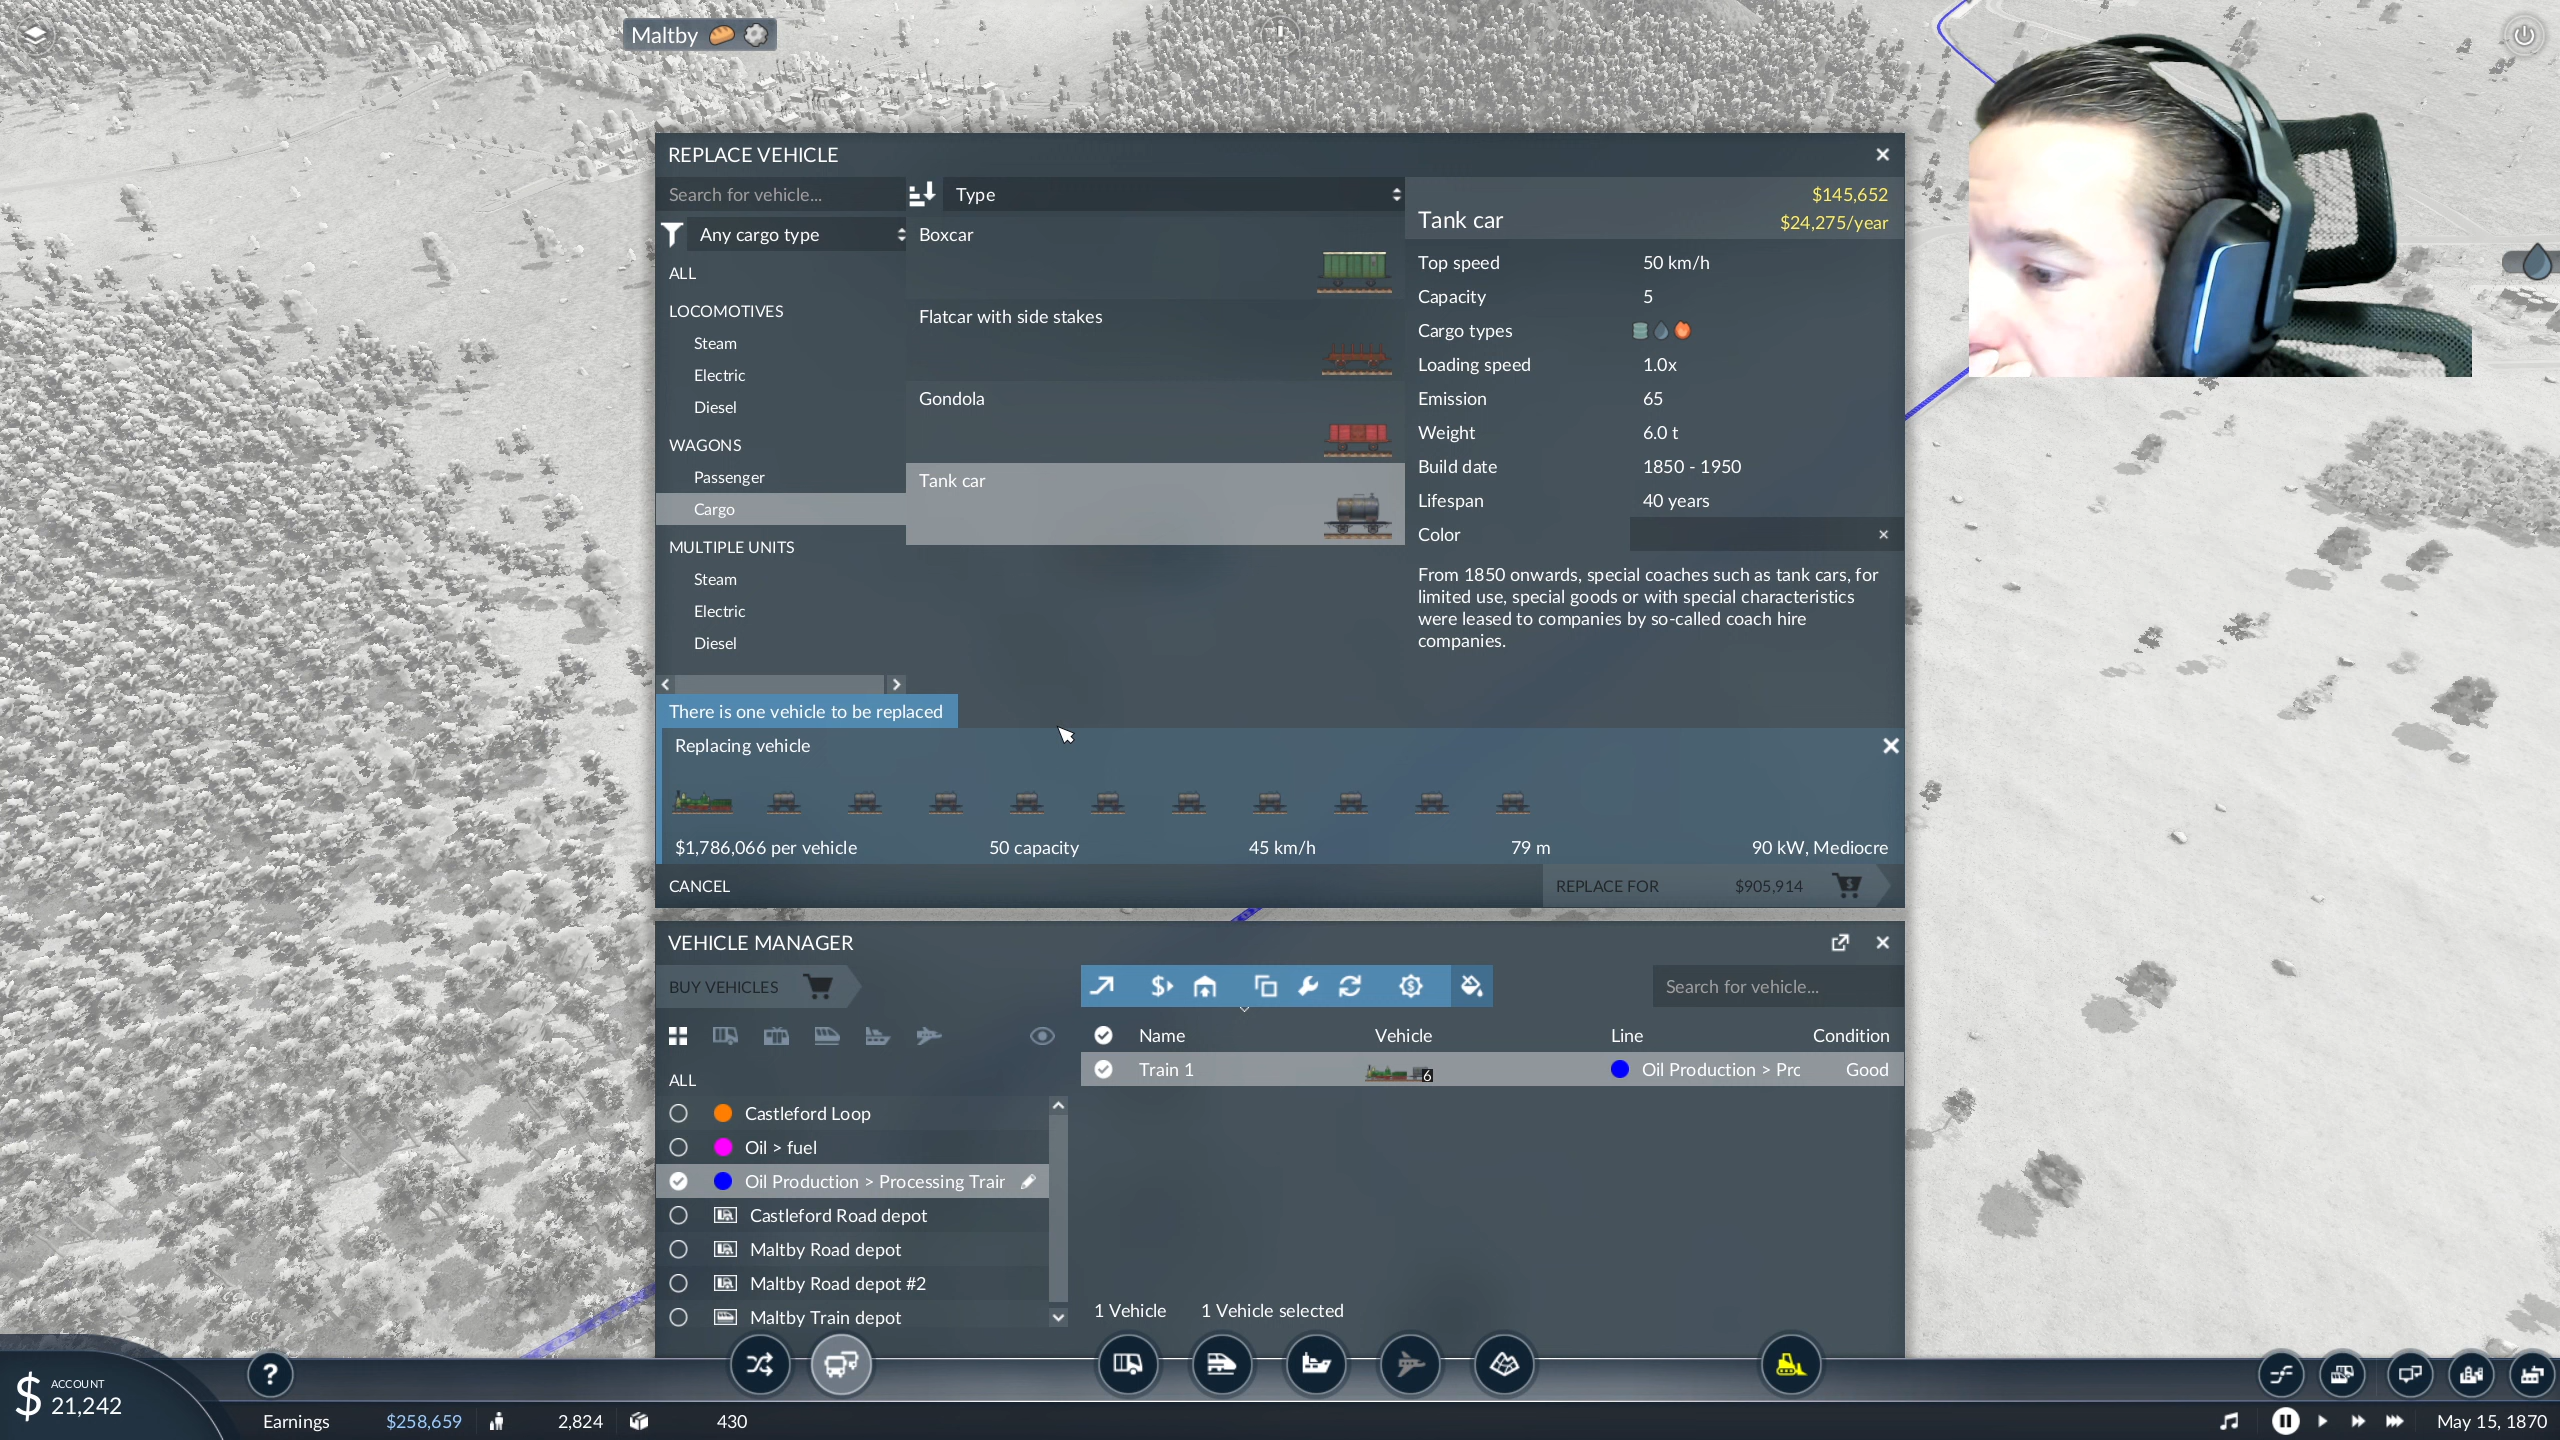 Maltby
REPLACE VEHICLE
Search for vehicle...
Type
Any cargo type
ALL
LOCOMOTIVES
Steam
Electric
Diesel
WAGONS
Passenger
Cargo
MULTIPLE UNITS
Steam
Electric
Diesel
Boxcar
Flatcar with side stakes
Gondola
Tank car
Tank car
$145,652
$24,275/year
Top speed 50 km/h
Capacity 5
Cargo types
Loading speed 1.0x
Emission 65
Weight 6.0 t
Build date 1850 - 1950
Lifespan 40 years
Color
From 1850 onwards, special coaches such as tank cars, for
limited use, special goods or with special characteristics
were leased to companies by so-called coach hire
companies.
There is one vehicle to be replaced
Replacing vehicle
$1,786,066 per vehicle 50 capacity 45 km/h 79 m 90 kW, Mediocre
CANCEL
REPLACE FOR $905,914
VEHICLE MANAGER
BUY VEHICLES
Search for vehicle...
ALL
Castleford Loop
Oil > fuel
Oil Production > Processing Trair
Castleford Road depot
Maltby Road depot
Maltby Road depot #2
Maltby Train depot
Name Vehicle Line Condition
Train 1 6 Oil Production > Prc Good
1 Vehicle 1 Vehicle selected
ACCOUNT
$ 21,242
Earnings $258,659 2,824 430
May 15, 1870